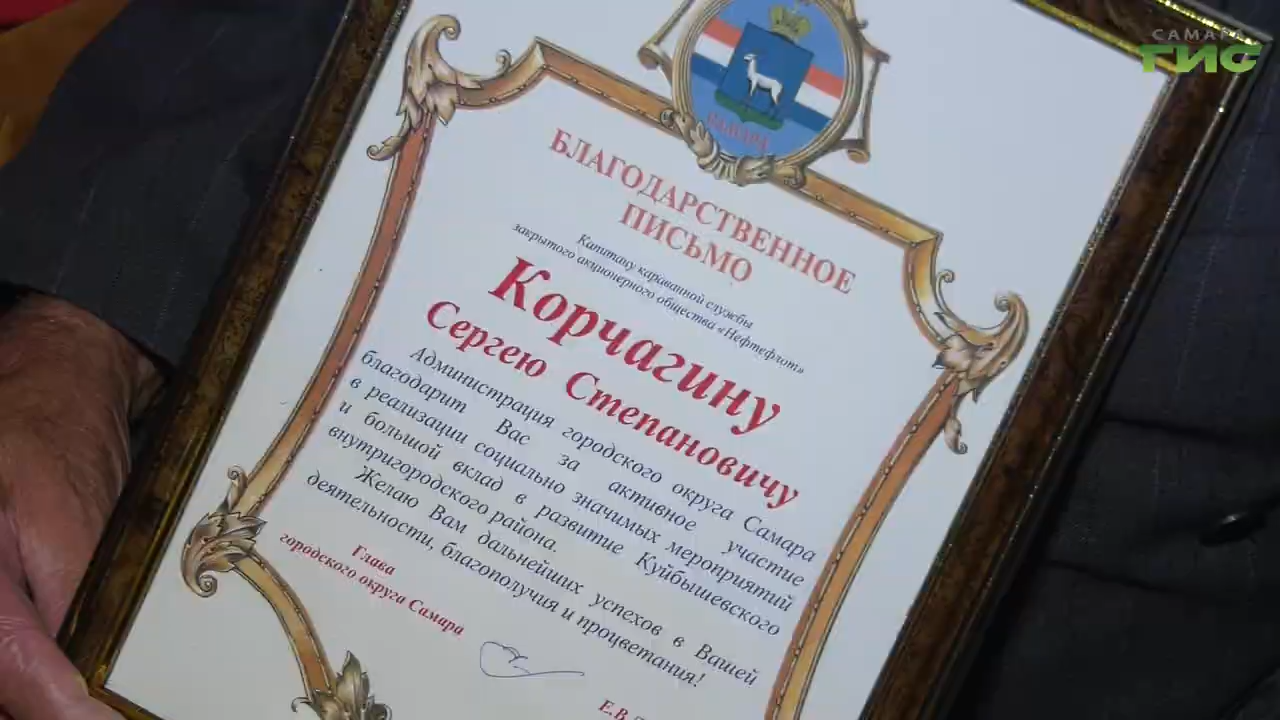 САМАРА
ГИС
САМАРА
БЛАГОДАРСТВЕННОЕ
ПИСЬМО
Капитану караванной службы
закрытого акционерного общества «Нефтефлот»
Корчагину
Сергею Степановичу
Администрация городского округа Самара
благодарит Вас за активное участие
в реализации социально значимых мероприятий
и большой вклад в развитие Куйбышевского
внутригородского района.
Желаю Вам дальнейших успехов в Вашей
деятельности, благополучия и процветания!
Глава
городского округа Самара
Е.В.